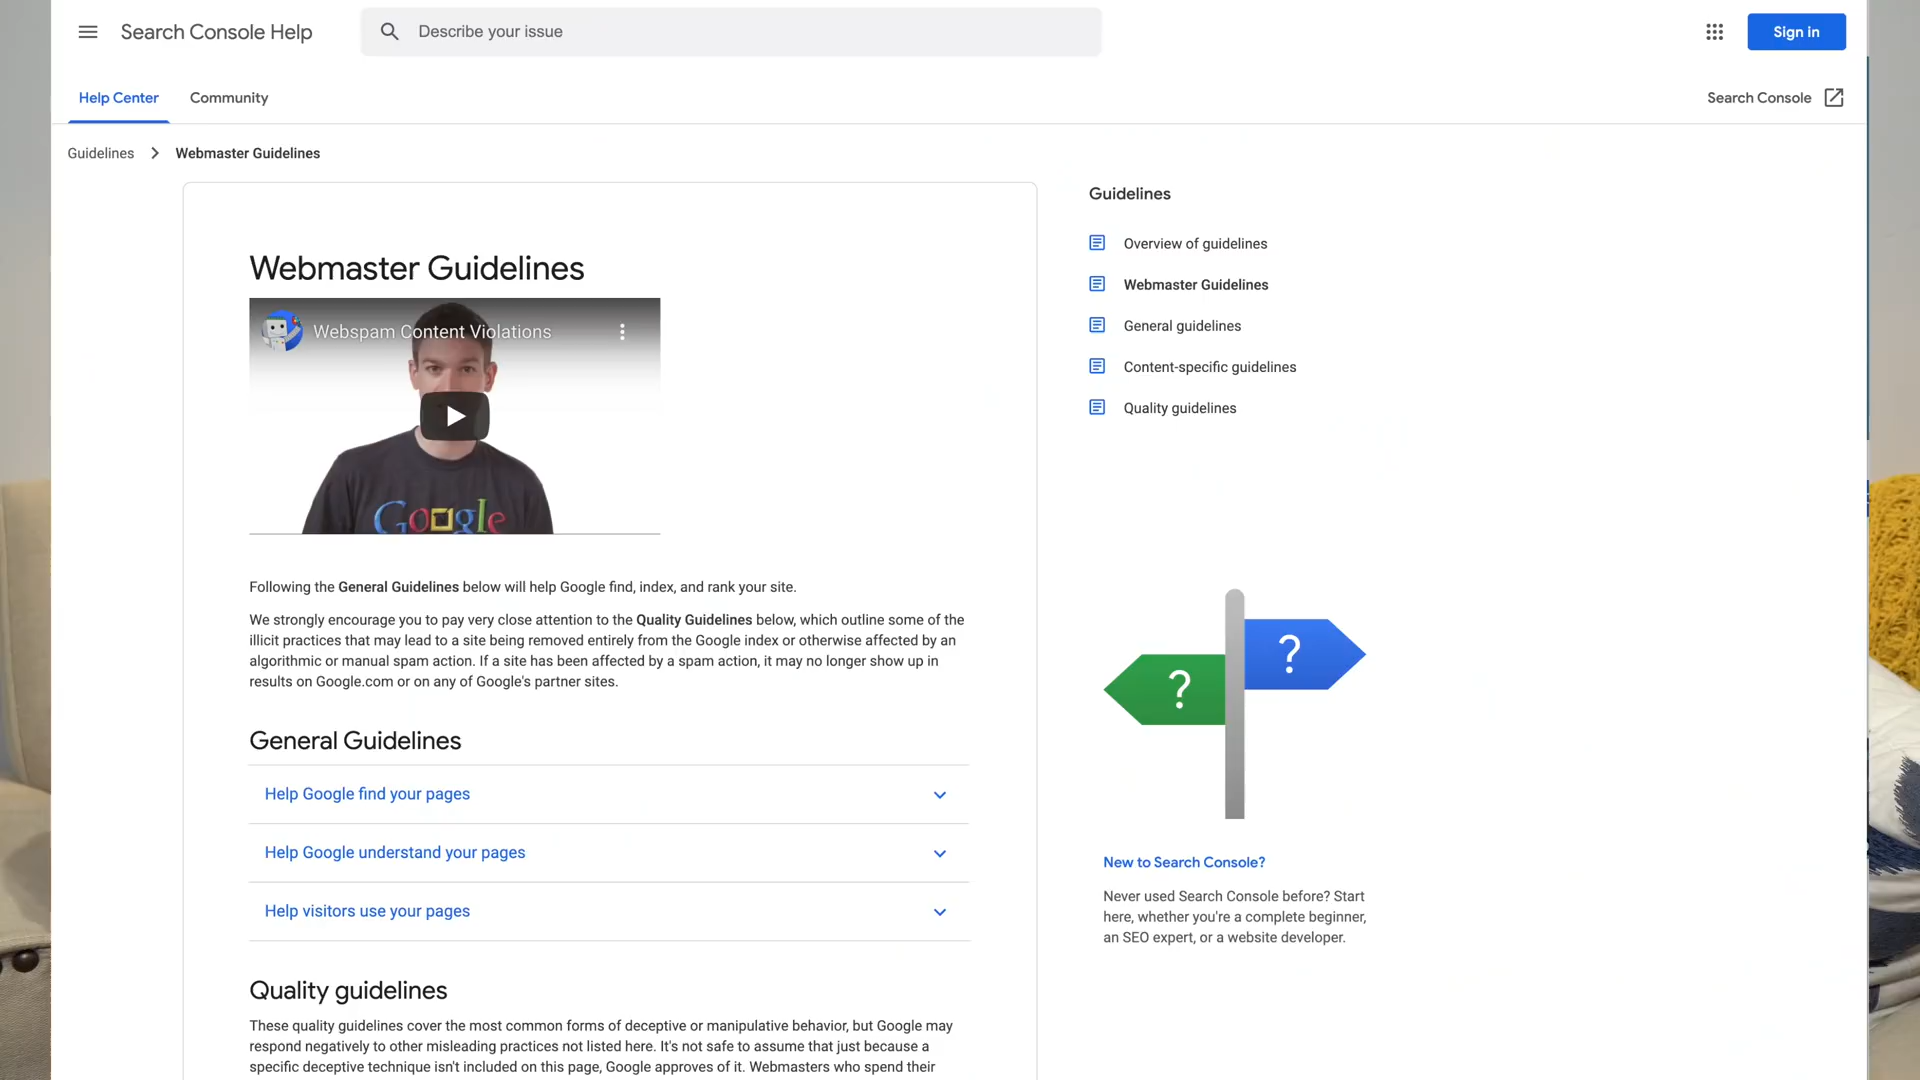 Search Console Help
Describe your issue
Sign in
Help Center
Community
Search Console
Guidelines
Webmaster Guidelines
Webmaster Guidelines
Webspam Content Violations
Google
Following the General Guidelines below will help Google find, index, and rank your site.
We strongly encourage you to pay very close attention to the Quality Guidelines below, which outline some of the
illicit practices that may lead to a site being removed entirely from the Google index or otherwise affected by an
algorithmic or manual spam action. If a site has been affected by a spam action, it may no longer show up in
results on Google.com or on any of Google's partner sites.
General Guidelines
Help Google find your pages
Help Google understand your pages
Help visitors use your pages
Quality guidelines
These quality guidelines cover the most common forms of deceptive or manipulative behavior, but Google may
respond negatively to other misleading practices not listed here. It's not safe to assume that just because a
specific deceptive technique isn't included on this page, Google approves of it. Webmasters who spend their
Guidelines
Overview of guidelines
Webmaster Guidelines
General guidelines
Content-specific guidelines
Quality guidelines
?
?
New to Search Console?
Never used Search Console before? Start
here, whether you're a complete beginner,
an SEO expert, or a website developer.